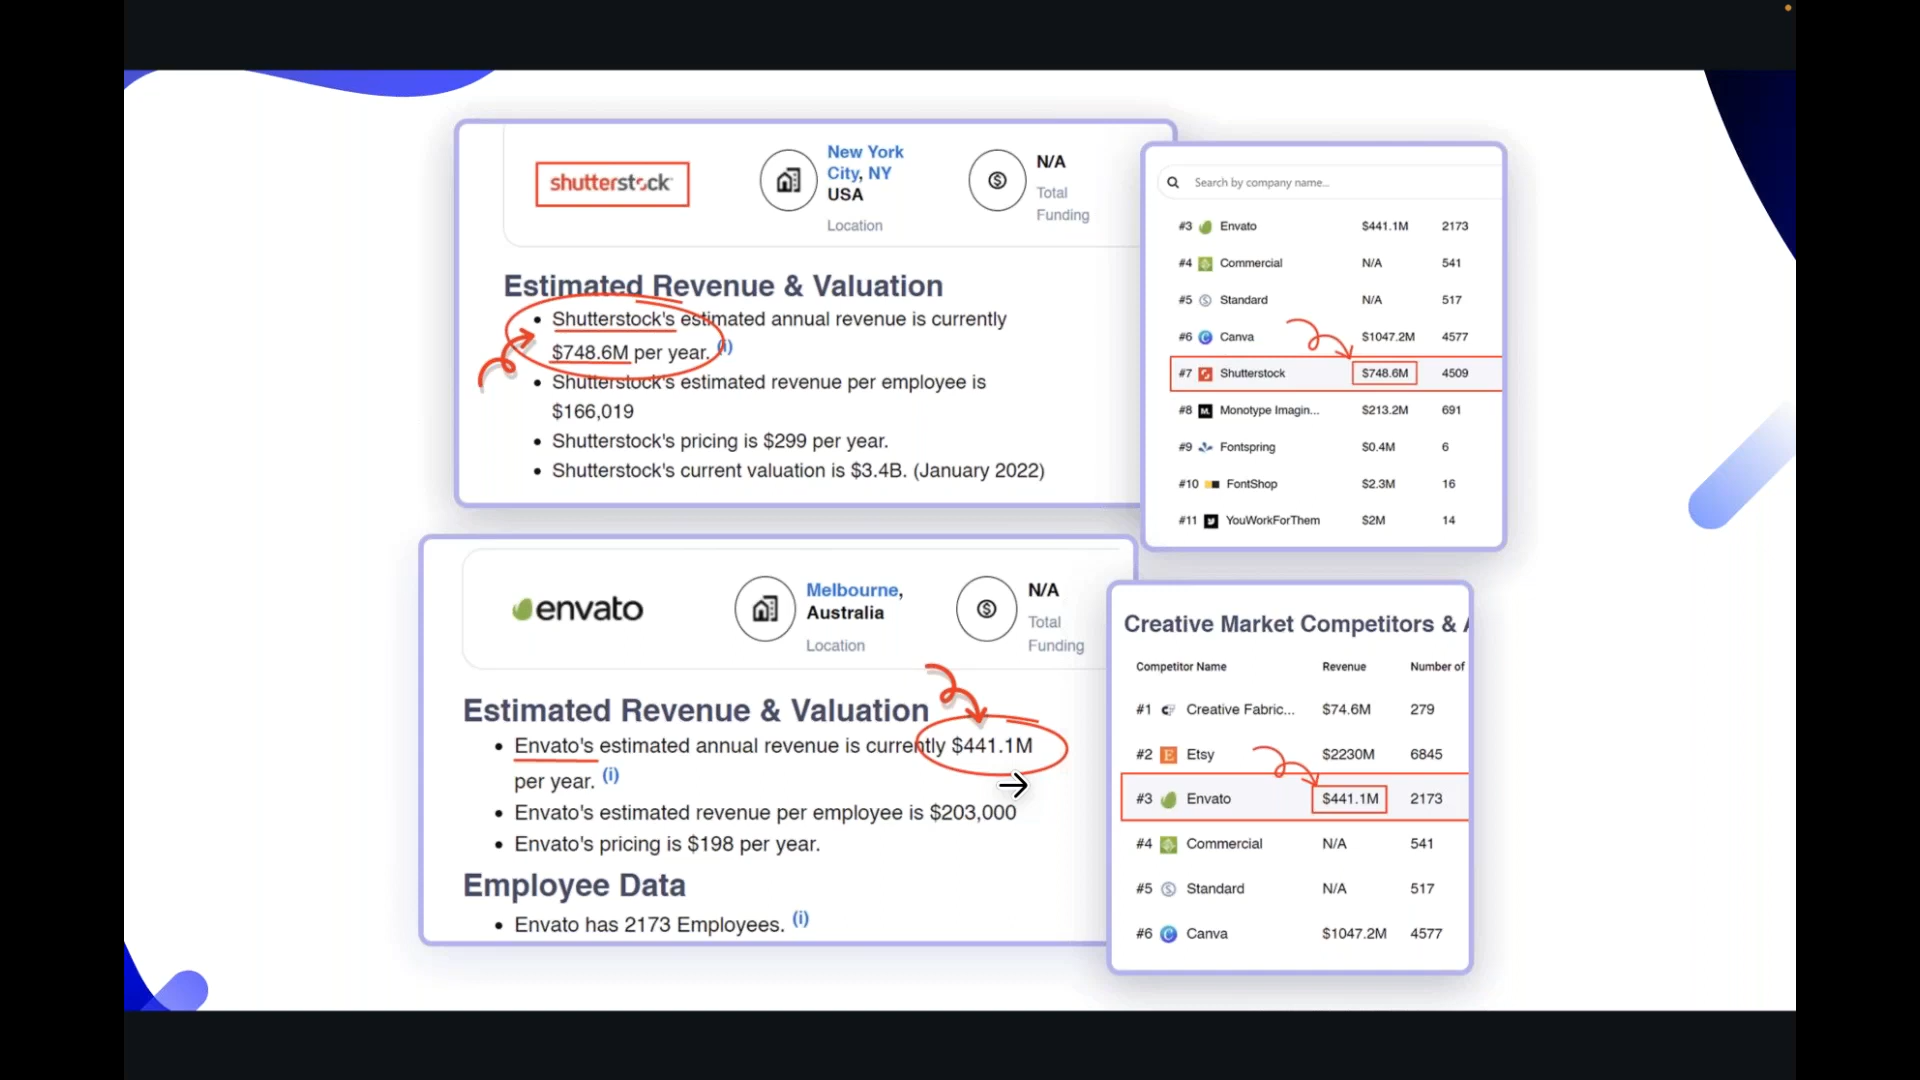 shutterstock
New York
City, NY
USA
Location
N/A
Total
Funding
Estimated Revenue & Valuation
• Shutterstock's estimated annual revenue is currently
$748.6M per year. (i)
• Shutterstock's estimated revenue per employee is
$166,019
• Shutterstock's pricing is $299 per year.
• Shutterstock's current valuation is $3.4B. (January 2022)
Search by company name...
#3 Envato $441.1M 2173
#4 Commercial N/A 541
#5 Standard N/A 517
#6 Canva $1047.2M 4577
#7 Shutterstock $748.6M 4509
#8 Monotype Imagin... $213.2M 691
#9 Fontspring $0.4M 6
#10 FontShop $2.3M 16
#11 YouWorkForThem $2M 14
envato
Melbourne,
Australia
Location
N/A
Total
Funding
Estimated Revenue & Valuation
• Envato's estimated annual revenue is currently $441.1M
per year. (i)
• Envato's estimated revenue per employee is $203,000
• Envato's pricing is $198 per year.
Employee Data
• Envato has 2173 Employees. (i)
Creative Market Competitors &
Competitor Name Revenue Number of
#1 Creative Fabric... $74.6M 279
#2 Etsy $2230M 6845
#3 Envato $441.1M 2173
#4 Commercial N/A 541
#5 Standard N/A 517
#6 Canva $1047.2M 4577